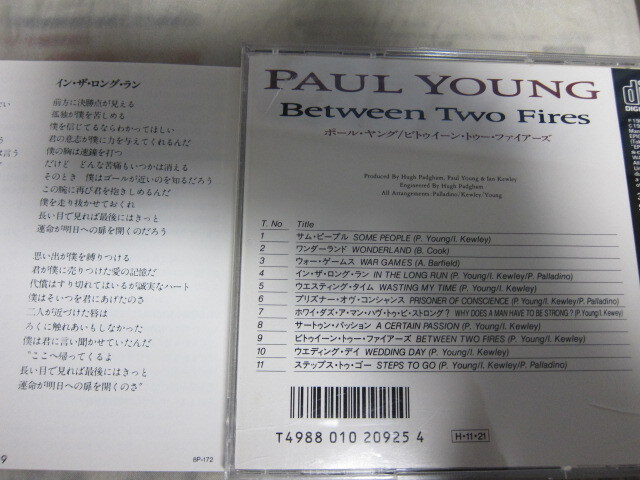 イン・ザ・ロング・ラン
前方に決勝点が見える
孤独が僕を苦しめる
僕を信じてるならわかってほしい
君の意志が僕に力を与えてくれるんだ
僕の胸は速鐘を打つ
だけど どんな苦痛もいつかは消える
そのとき 僕はゴールが近いのを知るだろう
この腕に再び君を抱きしめるんだ
僕を走り抜かせておくれ
長い目で見れば最後にはきっと
運命が明日への扉を開くのだろう
思い出が僕を縛りつける
君が僕に売りつけた愛の記憶だ
代償はすり切れてはいるが誠実なハート
僕はそいつを君にあげたのさ
二人が近づけた唇は
ろくに触れあいもしなかった
僕は君に言い聞かせていたんだ
"ここへ帰ってくるよ
長い目で見れば最後にはきっと
運命が明日への扉を開くのさ"
8P-172
PAUL YOUNG
Between Two Fires
ポール・ヤング/ビトゥイーン・トゥー・ファイアーズ
Produced By Hugh Padgham, Paul Young & Ian Kewley
Engineered By Hugh Padgham
All Arrangements: Palladino/Kewley/Young
T. No Title
1 サム・ピープル SOME PEOPLE (P. Young/I. Kewley)
2 ワンダーランド WONDERLAND (B. Cook)
3 ウォー・ゲームス WAR GAMES (A. Barfield)
4 イン・ザ・ロング・ラン IN THE LONG RUN (P. Young/I. Kewley/P. Palladino)
5 ウエスティング・タイム WASTING MY TIME (P. Young/I. Kewley)
6 プリズナー・オヴ・コンシャンス PRISONER OF CONSCIENCE (P. Young/I. Kewley/P. Palladino)
7 ホワイ・ダズ・ア・マン・ハヴ・トゥ・ビ・ストロング? WHY DOES A MAN HAVE TO BE STRONG? (P. Young/I. Kewley)
8 サートゥン・パッション A CERTAIN PASSION (P. Young/I. Kewley)
9 ビトゥイーン・トゥー・ファイアーズ BETWEEN TWO FIRES (P. Young/I. Kewley)
10 ウエディング・デイ WEDDING DAY (P. Young/I. Kewley)
11 ステップス・トゥ・ゴー STEPS TO GO (P. Young/I. Kewley/P. Palladino)
T4988 010 20925 4
H・11・21